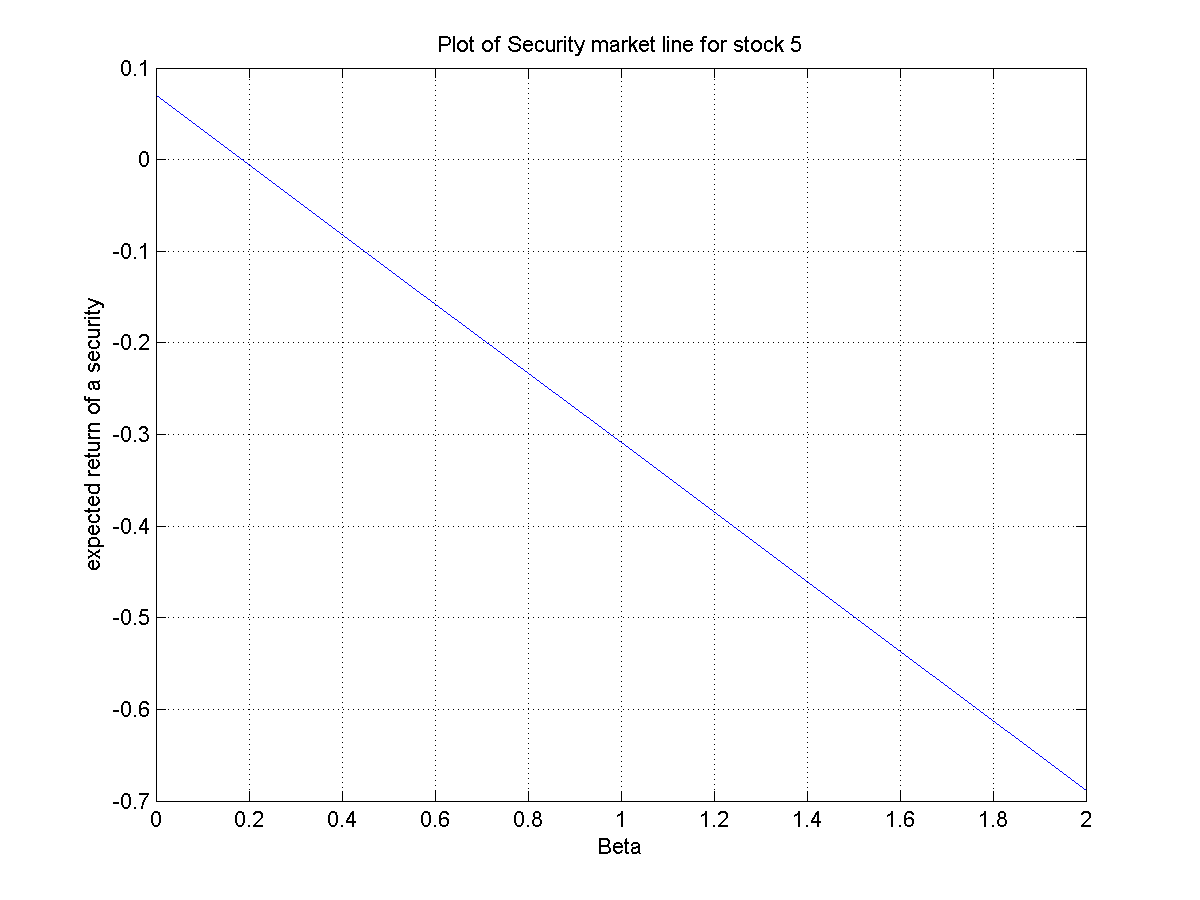 Plot of Security market line for stock 5
0.1
0
-0.1
-0.2
-0.3
-0.4
-0.5
-0.6
-0.7
expected return of a security
0 0.2 0.4 0.6 0.8 1 1.2 1.4 1.6 1.8 2
Beta